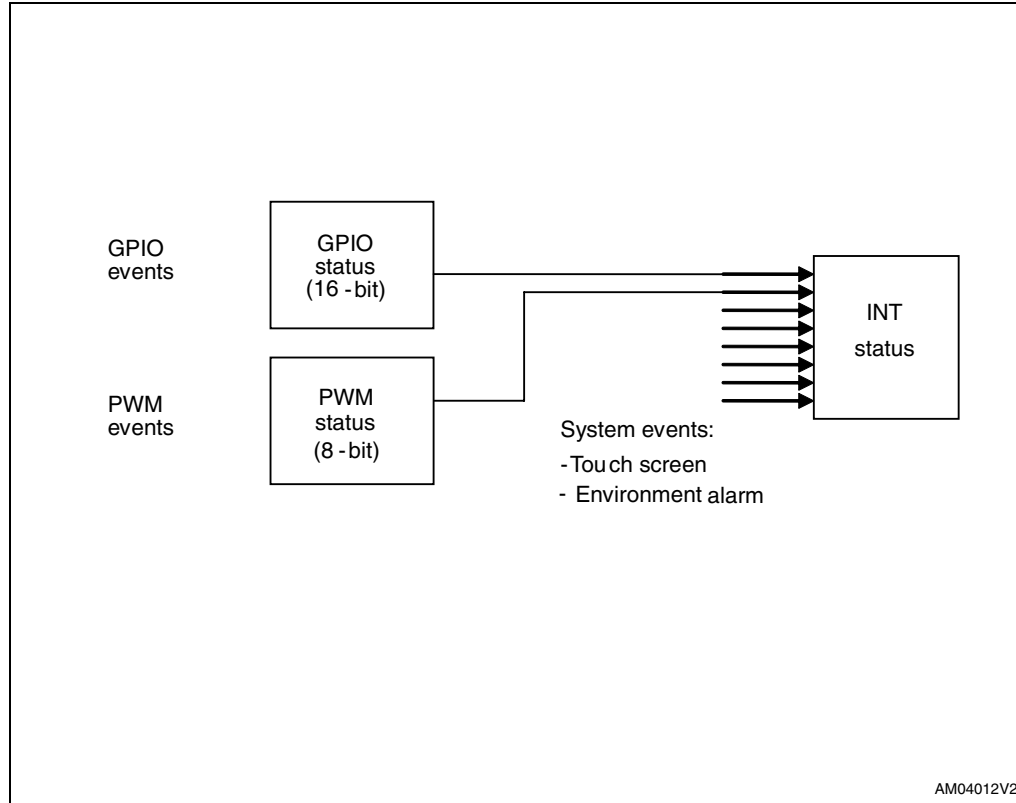 GPIO
events
GPIO
status
(16 - bit)
INT
status
PWM
events
PWM
status
(8 - bit)
System events:
- Touch screen
- Environment alarm
AM04012V2